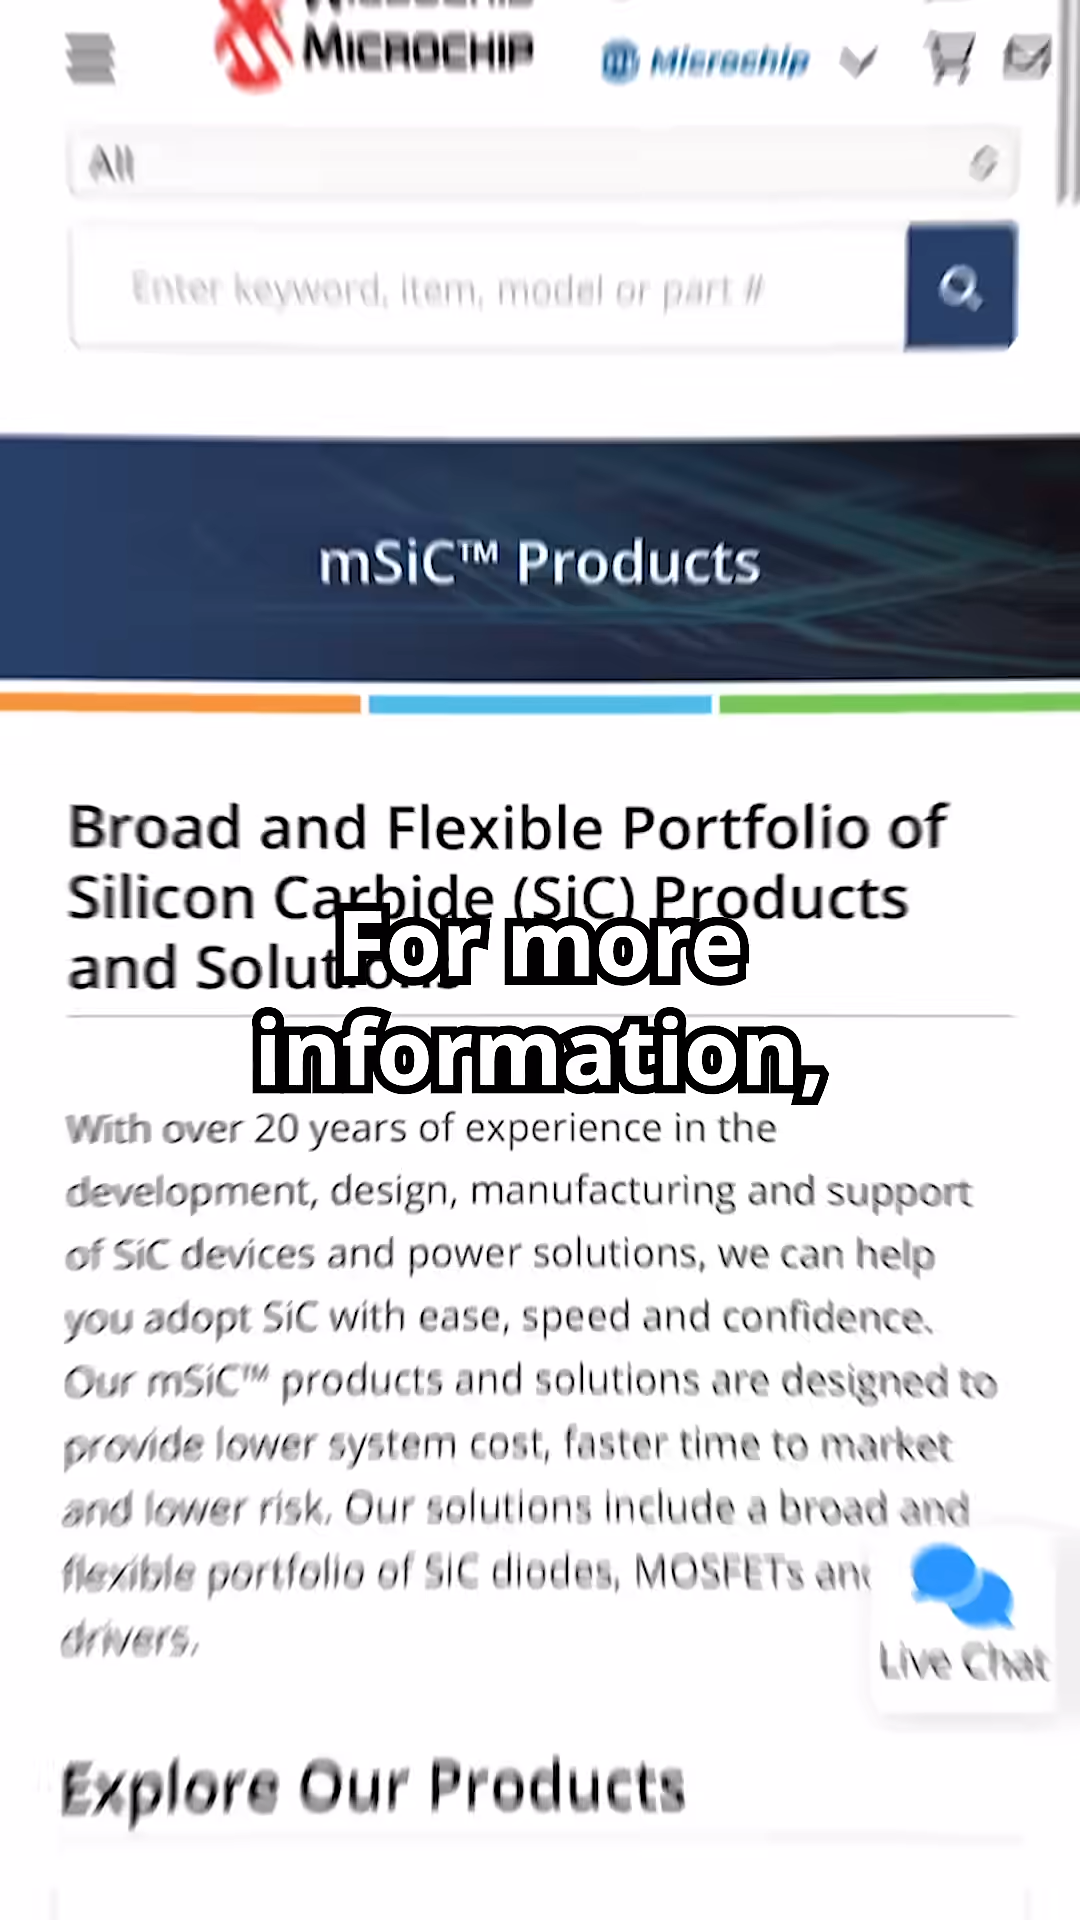 MICROCHIP
Microchip
All
Enter keyword, item, model or part #
mSiC™ Products
Broad and Flexible Portfolio of
Silicon Carbide (SiC) Products
and Solutions
For more
information,
With over 20 years of experience in the
development, design, manufacturing and support
of SiC devices and power solutions, we can help
you adopt SiC with ease, speed and confidence.
Our mSiC™ products and solutions are designed to
provide lower system cost, faster time to market
and lower risk. Our solutions include a broad and
flexible portfolio of SiC diodes, MOSFETs and
drivers.
Live Chat
Explore Our Products